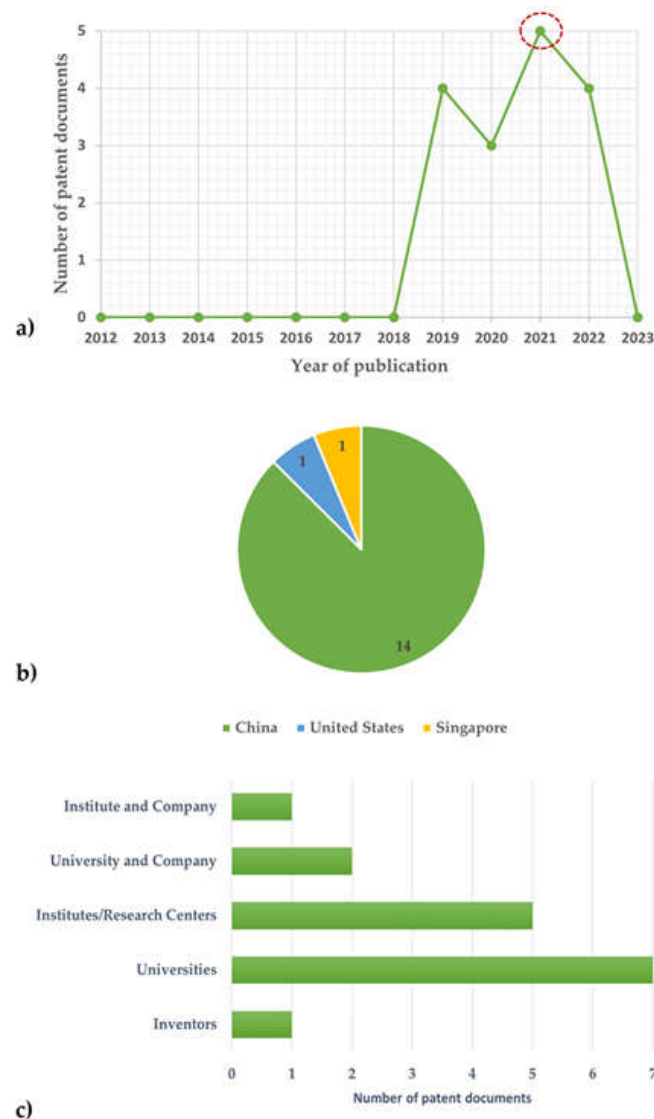 5
4
3
2
1
0
Number of patent documents
a)
2012 2013 2014 2015 2016 2017 2018 2019 2020 2021 2022 2023
Year of publication
1 1
14
b)
China United States Singapore
Institute and Company
University and Company
Institutes/Research Centers
Universities
Inventors
0 1 2 3 4 5 6 7
Number of patent documents
c)